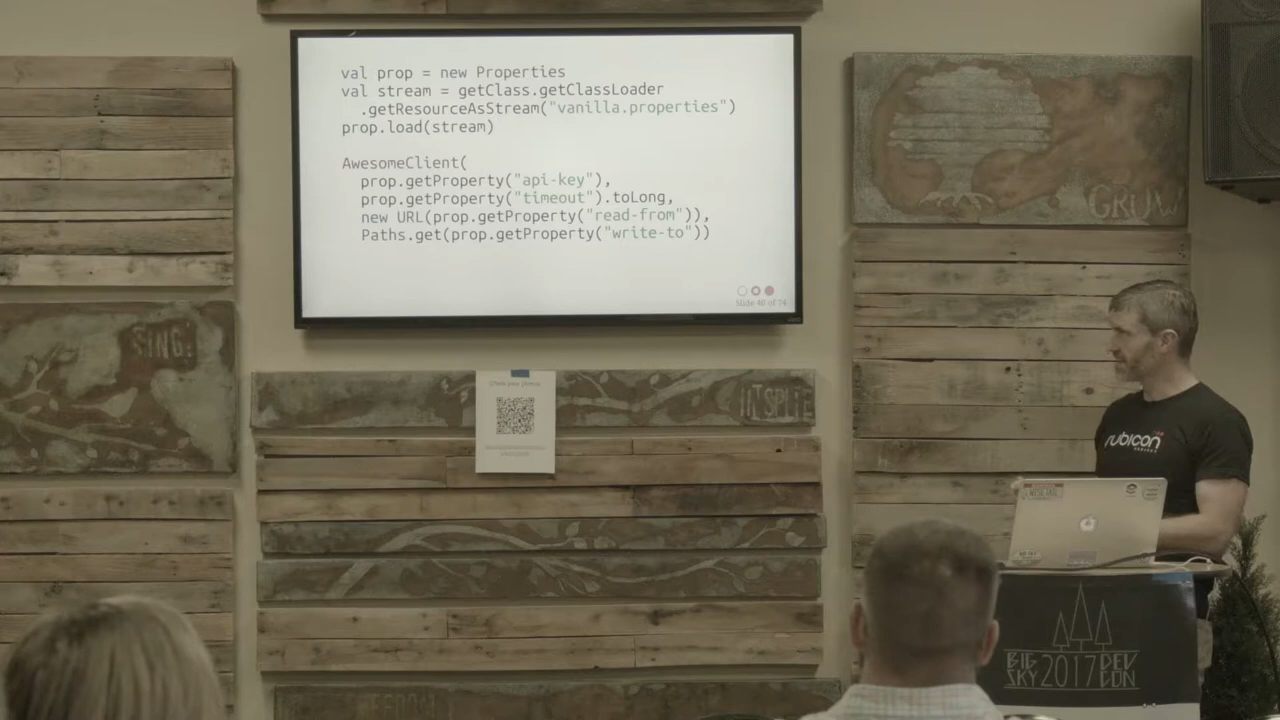 val prop = new Properties
val stream = getClass.getClassLoader
.getResourceAsStream("vanilla.properties")
prop.load(stream)
AwesomeClient(
prop.getProperty("api-key"),
prop.getProperty("timeout").toLong,
new URL(prop.getProperty("read-from")),
Paths.get(prop.getProperty("write-to"))
Slide 40 of 74
GROW
SING!
rubicon
BIG SKY 2017 DEV CON